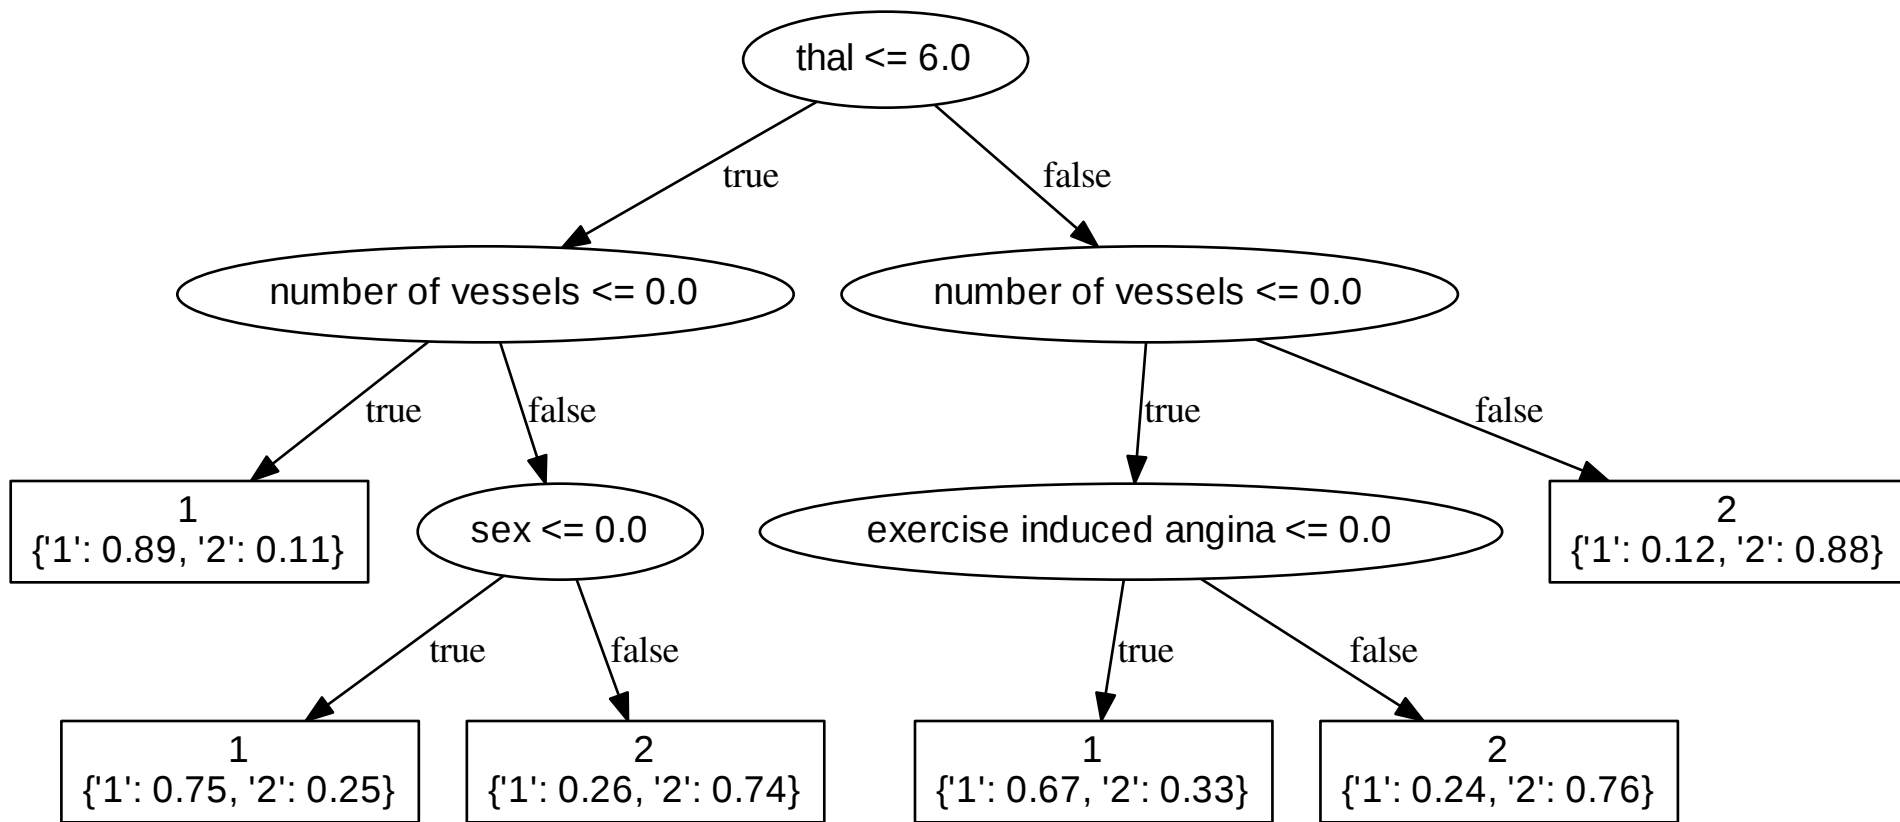 thal <= 6.0
true
false
number of vessels <= 0.0
number of vessels <= 0.0
true
false
true
false
1
{'1': 0.89, '2': 0.11}
sex <= 0.0
exercise induced angina <= 0.0
2
{'1': 0.12, '2': 0.88}
true
false
true
false
1
{'1': 0.75, '2': 0.25}
2
{'1': 0.26, '2': 0.74}
1
{'1': 0.67, '2': 0.33}
2
{'1': 0.24, '2': 0.76}